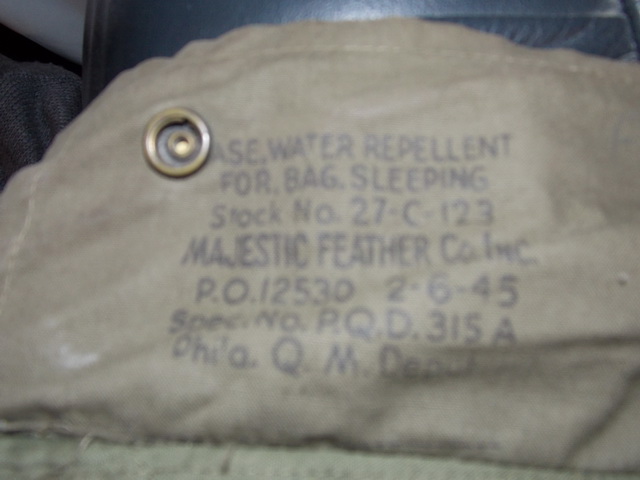 ASE, WATER REPELLENT
FOR, BAG, SLEEPING
Stock No. 27-C-123
MAJESTIC FEATHER Co. INC.
P.O. 12530 2-6-45
Spec. No. P.Q.D. 315 A
Phila. Q. M. Depot